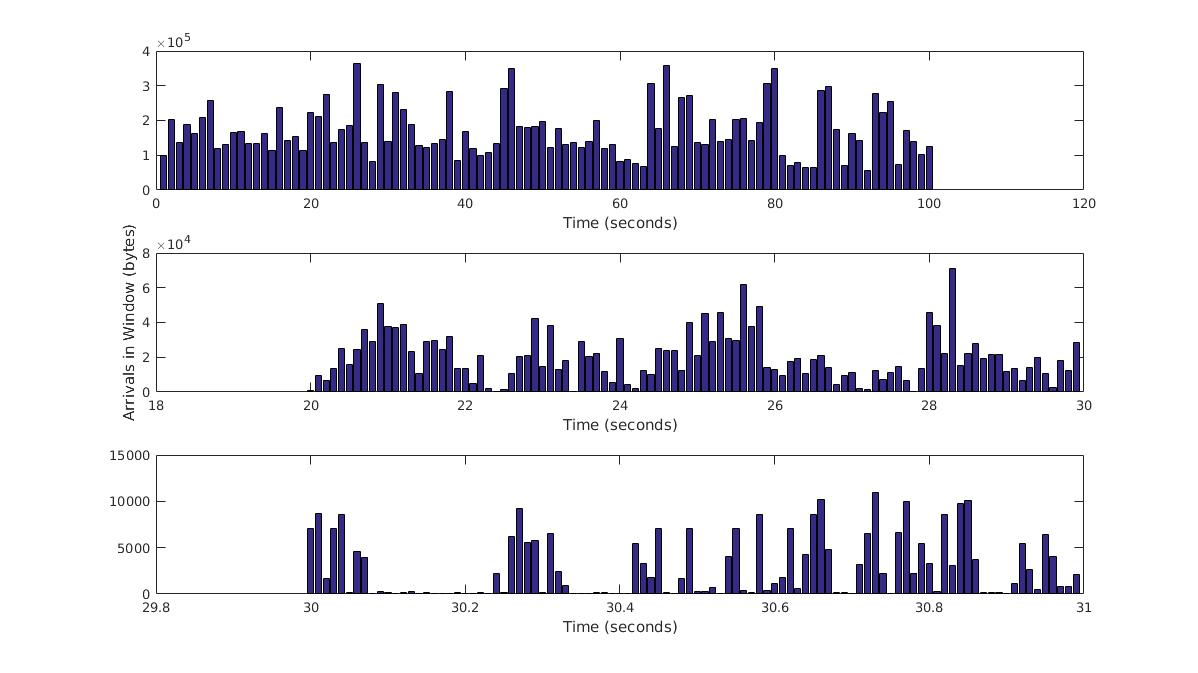 ×10^5
4
3
2
1
0
0 20 40 60 80 100 120
Time (seconds)
Arrivals in Window (bytes)
×10^4
8
6
4
2
0
18 20 22 24 26 28 30
Time (seconds)
15000
10000
5000
0
29.8 30 30.2 30.4 30.6 30.8 31
Time (seconds)